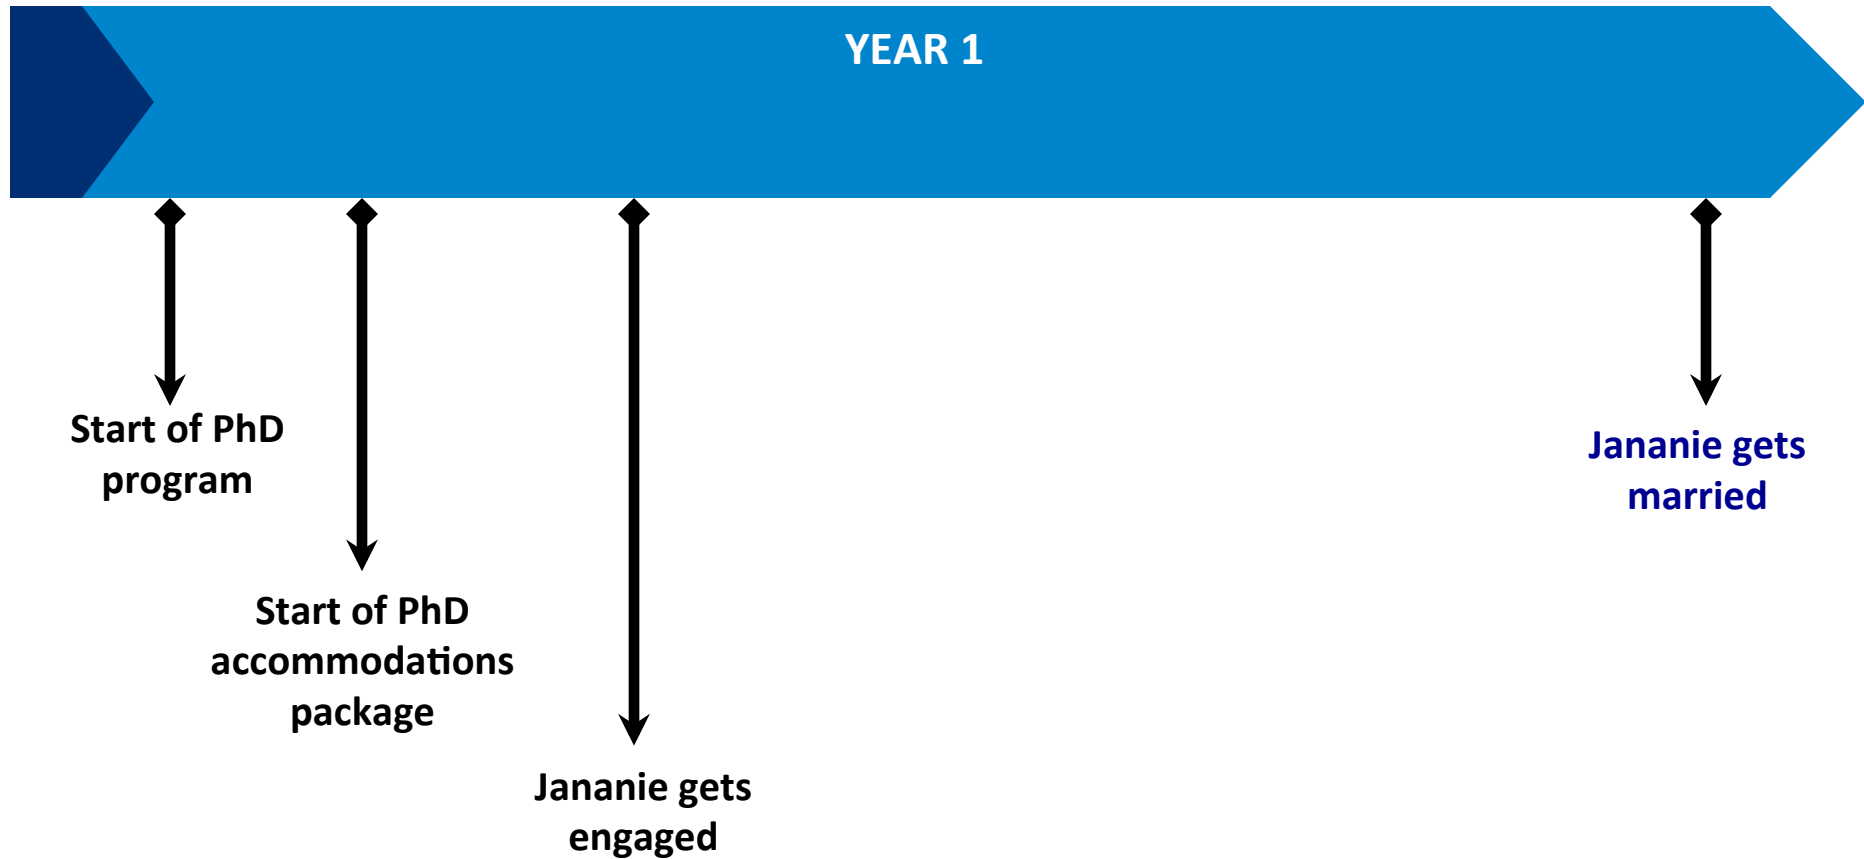 YEAR 1
Start of PhD
program
Start of PhD
accommodations
package
Jananie gets
engaged
Jananie gets
married